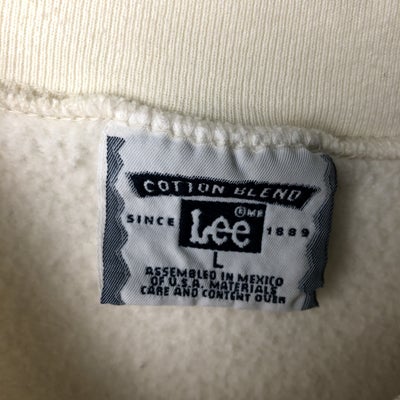 COTTON BLEND
©MR
SINCE Lee 1889
L
ASSEMBLED IN MEXICO
OF U.S.A. MATERIALS
CARE AND CONTENT OVER